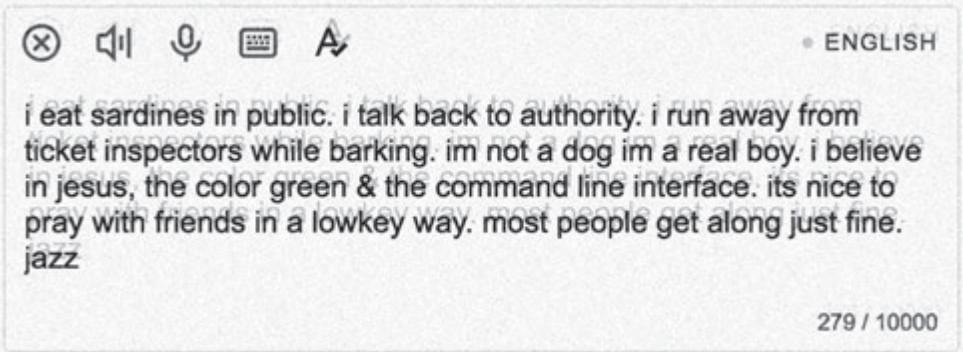 ENGLISH
i eat sardines in public. i talk back to authority. i run away from
ticket inspectors while barking. im not a dog im a real boy. i believe
in jesus, the color green & the command line interface. its nice to
pray with friends in a lowkey way. most people get along just fine.
jazz
279 / 10000